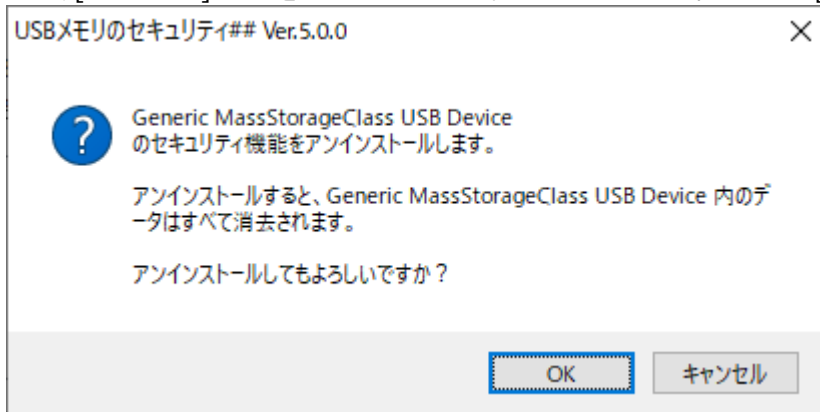 USBメモリのセキュリティ## Ver.5.0.0
Generic MassStorageClass USB Device
のセキュリティ機能をアンインストールします。
アンインストールすると、Generic MassStorageClass USB Device 内のデ
ータはすべて消去されます。
アンインストールしてもよろしいですか？
OK
キャンセル